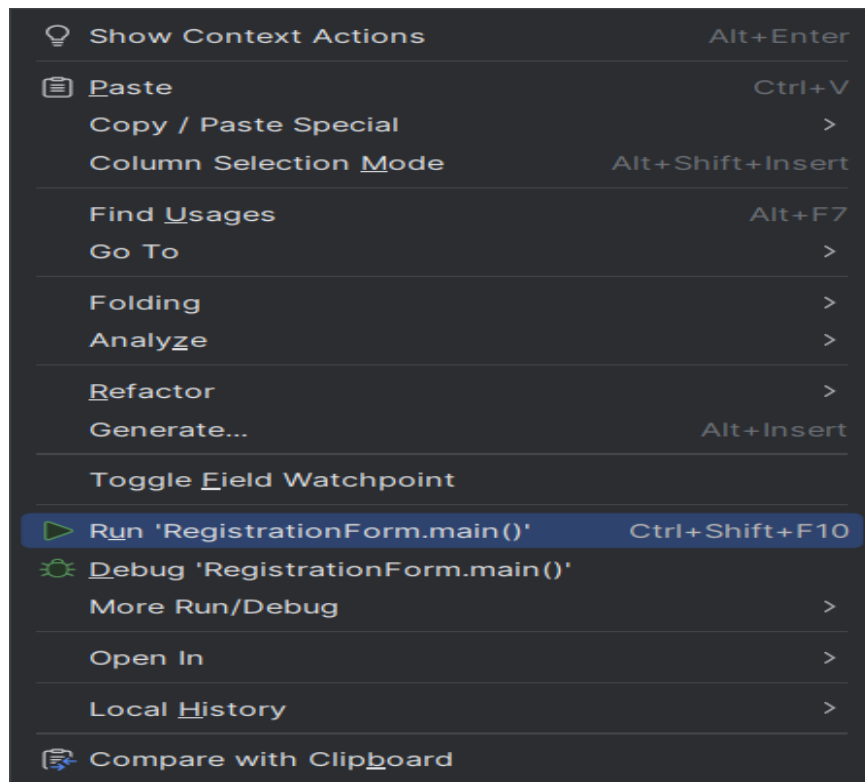 Show Context Actions Alt+Enter
Paste Ctrl+V
Copy / Paste Special >
Column Selection Mode Alt+Shift+Insert
Find Usages Alt+F7
Go To >
Folding >
Analyze >
Refactor >
Generate... Alt+Insert
Toggle Field Watchpoint
Run 'RegistrationForm.main()' Ctrl+Shift+F10
Debug 'RegistrationForm.main()'
More Run/Debug >
Open In >
Local History >
Compare with Clipboard